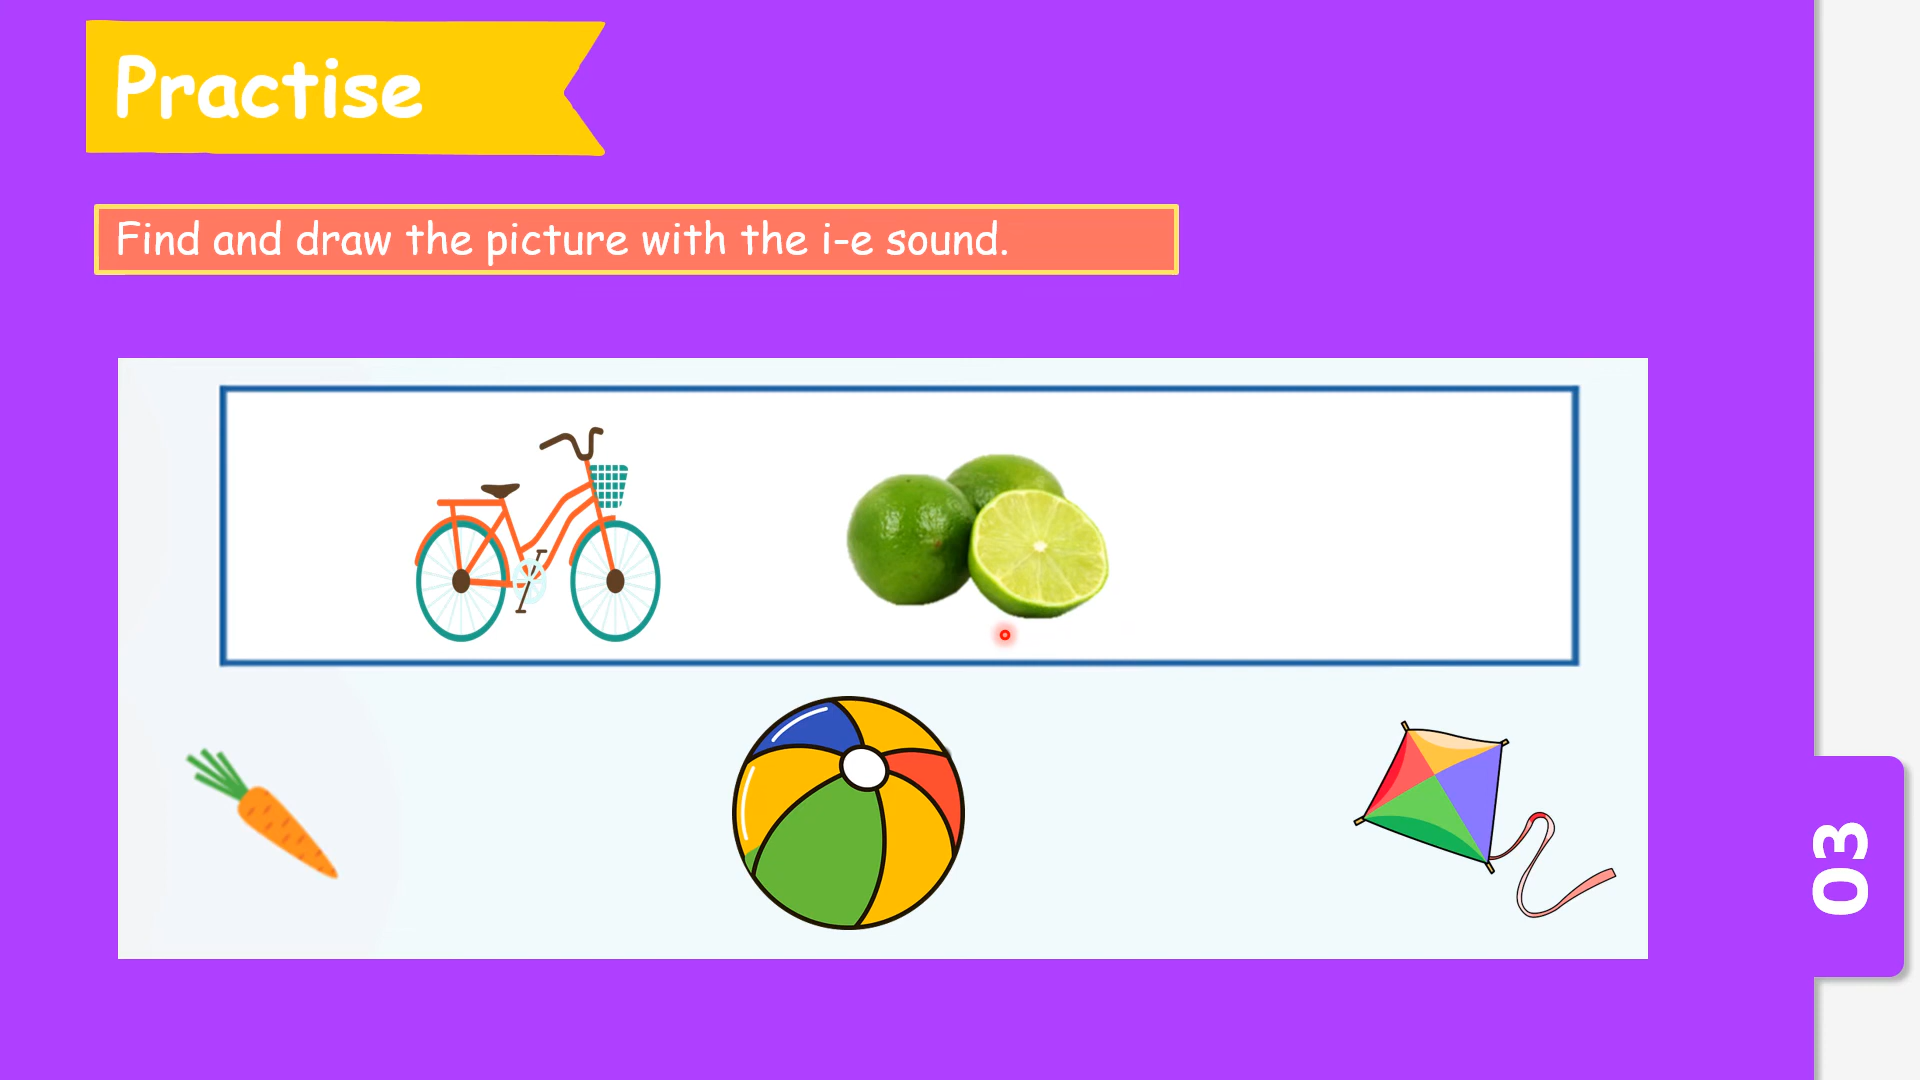 Practise
Find and draw the picture with the i-e sound.
03